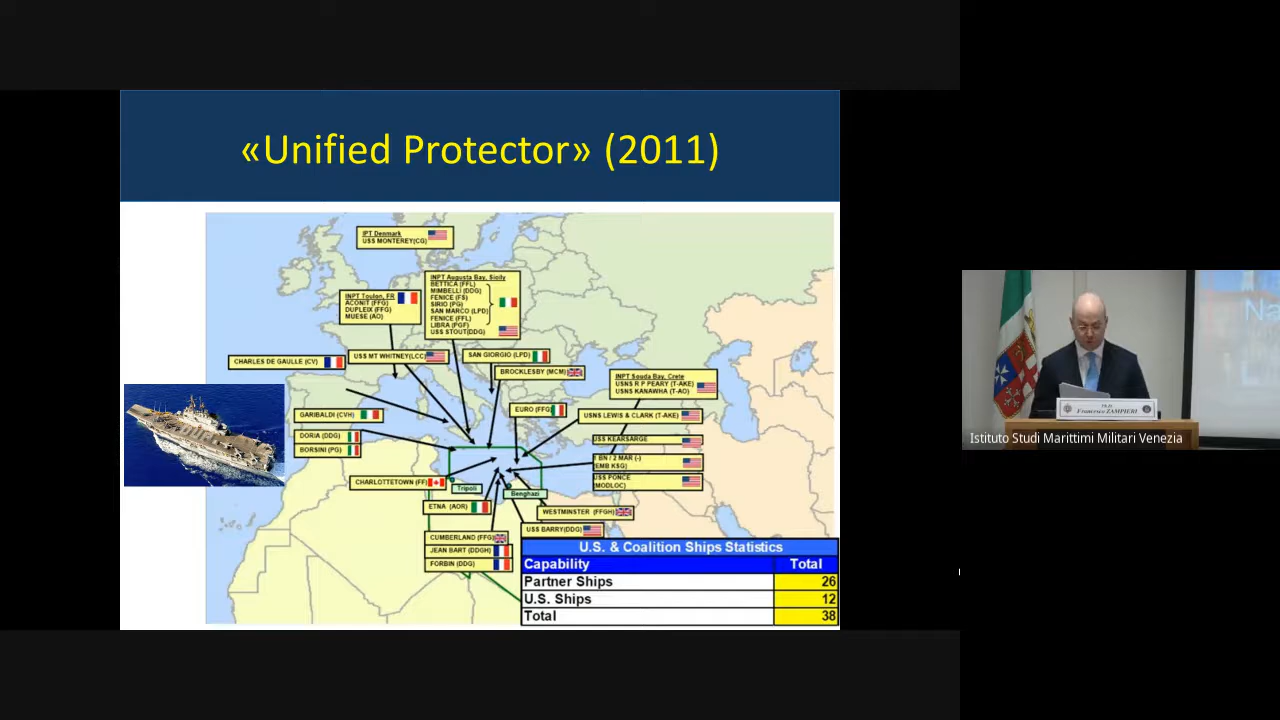 «Unified Protector» (2011)
IPT Denmark
USS MONTEREY(CG)
INPT Augusta Bay, Sicily
BETTICA (FFL)
MIMBELLI (DDG)
FENICE (FS)
SIRIO (PG)
SAN MARCO (LPD)
FENICE (FFL)
LIBRA (PGF)
USS STOUT(DDG)
INPT Toulon, FR
ACONIT (FFG)
DUPLEIX (FFG)
MUESE (AO)
CHARLES DE GAULLE (CV)
USS MT WHITNEY(LCC)
SAN GIORGIO (LPD)
BROCKLESBY (MCM)
INPT Souda Bay, Crete
USNS R P PEARY (T-AKE)
USNS KANAWHA (T-AO)
GARIBALDI (CVH)
EURO (FFG)
USNS LEWIS & CLARK (T-AKE)
DORIA (DDG)
BORSINI (PG)
USS KEARSARGE
1 BN / 2 MAR (-)
(EMB KSG)
USS PONCE
(MODLOC)
CHARLOTTETOWN (FF)
Tripoli
Benghazi
ETNA (AOR)
WESTMINSTER (FFGH)
USS BARRY(DDG)
CUMBERLAND (FFG)
JEAN BART (DDGH)
FORBIN (DDG)
U.S. & Coalition Ships Statistics
Capability Total
Partner Ships 26
U.S. Ships 12
Total 38
Na
Francesco ZAMPIERI
Istituto Studi Marittimi Militari Venezia